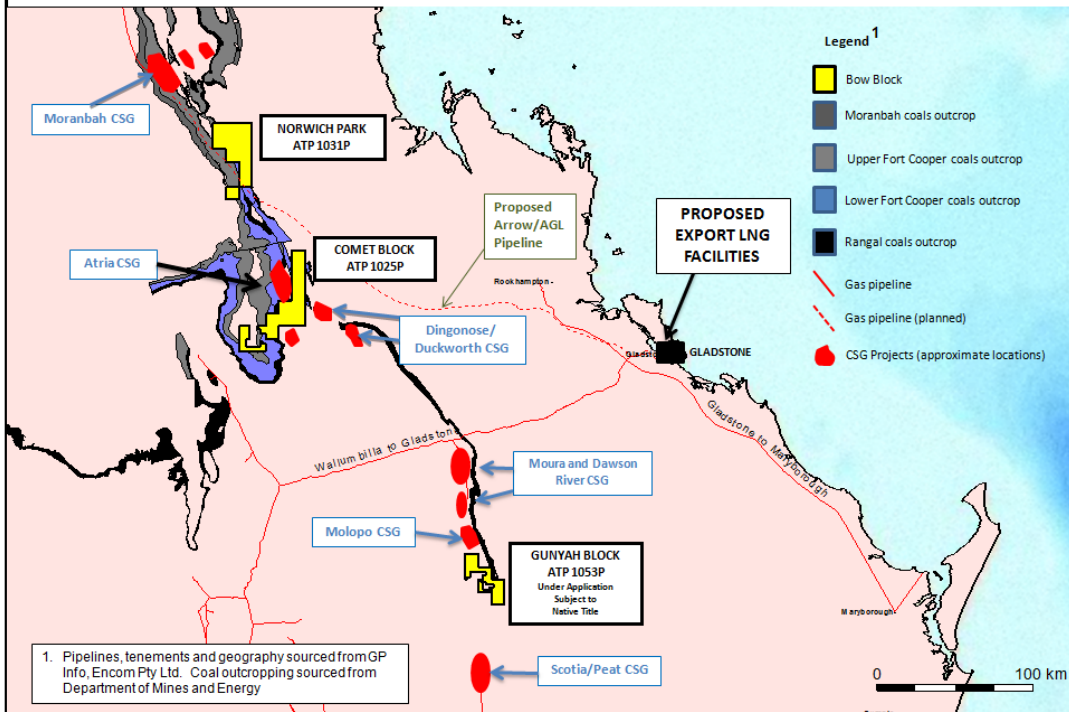 Legend 1
Bow Block
Moranbah coals outcrop
Upper Fort Cooper coals outcrop
Lower Fort Cooper coals outcrop
Rangal coals outcrop
Gas pipeline
Gas pipeline (planned)
CSG Projects (approximate locations)
Moranbah CSG
NORWICH PARK
ATP 1031P
Proposed
Arrow/AGL
Pipeline
PROPOSED
EXPORT LNG
FACILITIES
Atria CSG
COMET BLOCK
ATP 1025P
Rookhampton -
Dingonose/
Duckworth CSG
GLADSTONE
Wallumbilla to Gladstone
Gladstone to Maryborough
Moura and Dawson
River CSG
Molopo CSG
GUNYAH BLOCK
ATP 1053P
Under Application
Subject to
Native Title
Maryborough
1. Pipelines, tenements and geography sourced from GP
Info, Encom Pty Ltd. Coal outcropping sourced from
Department of Mines and Energy
Scotia/Peat CSG
0 100 km